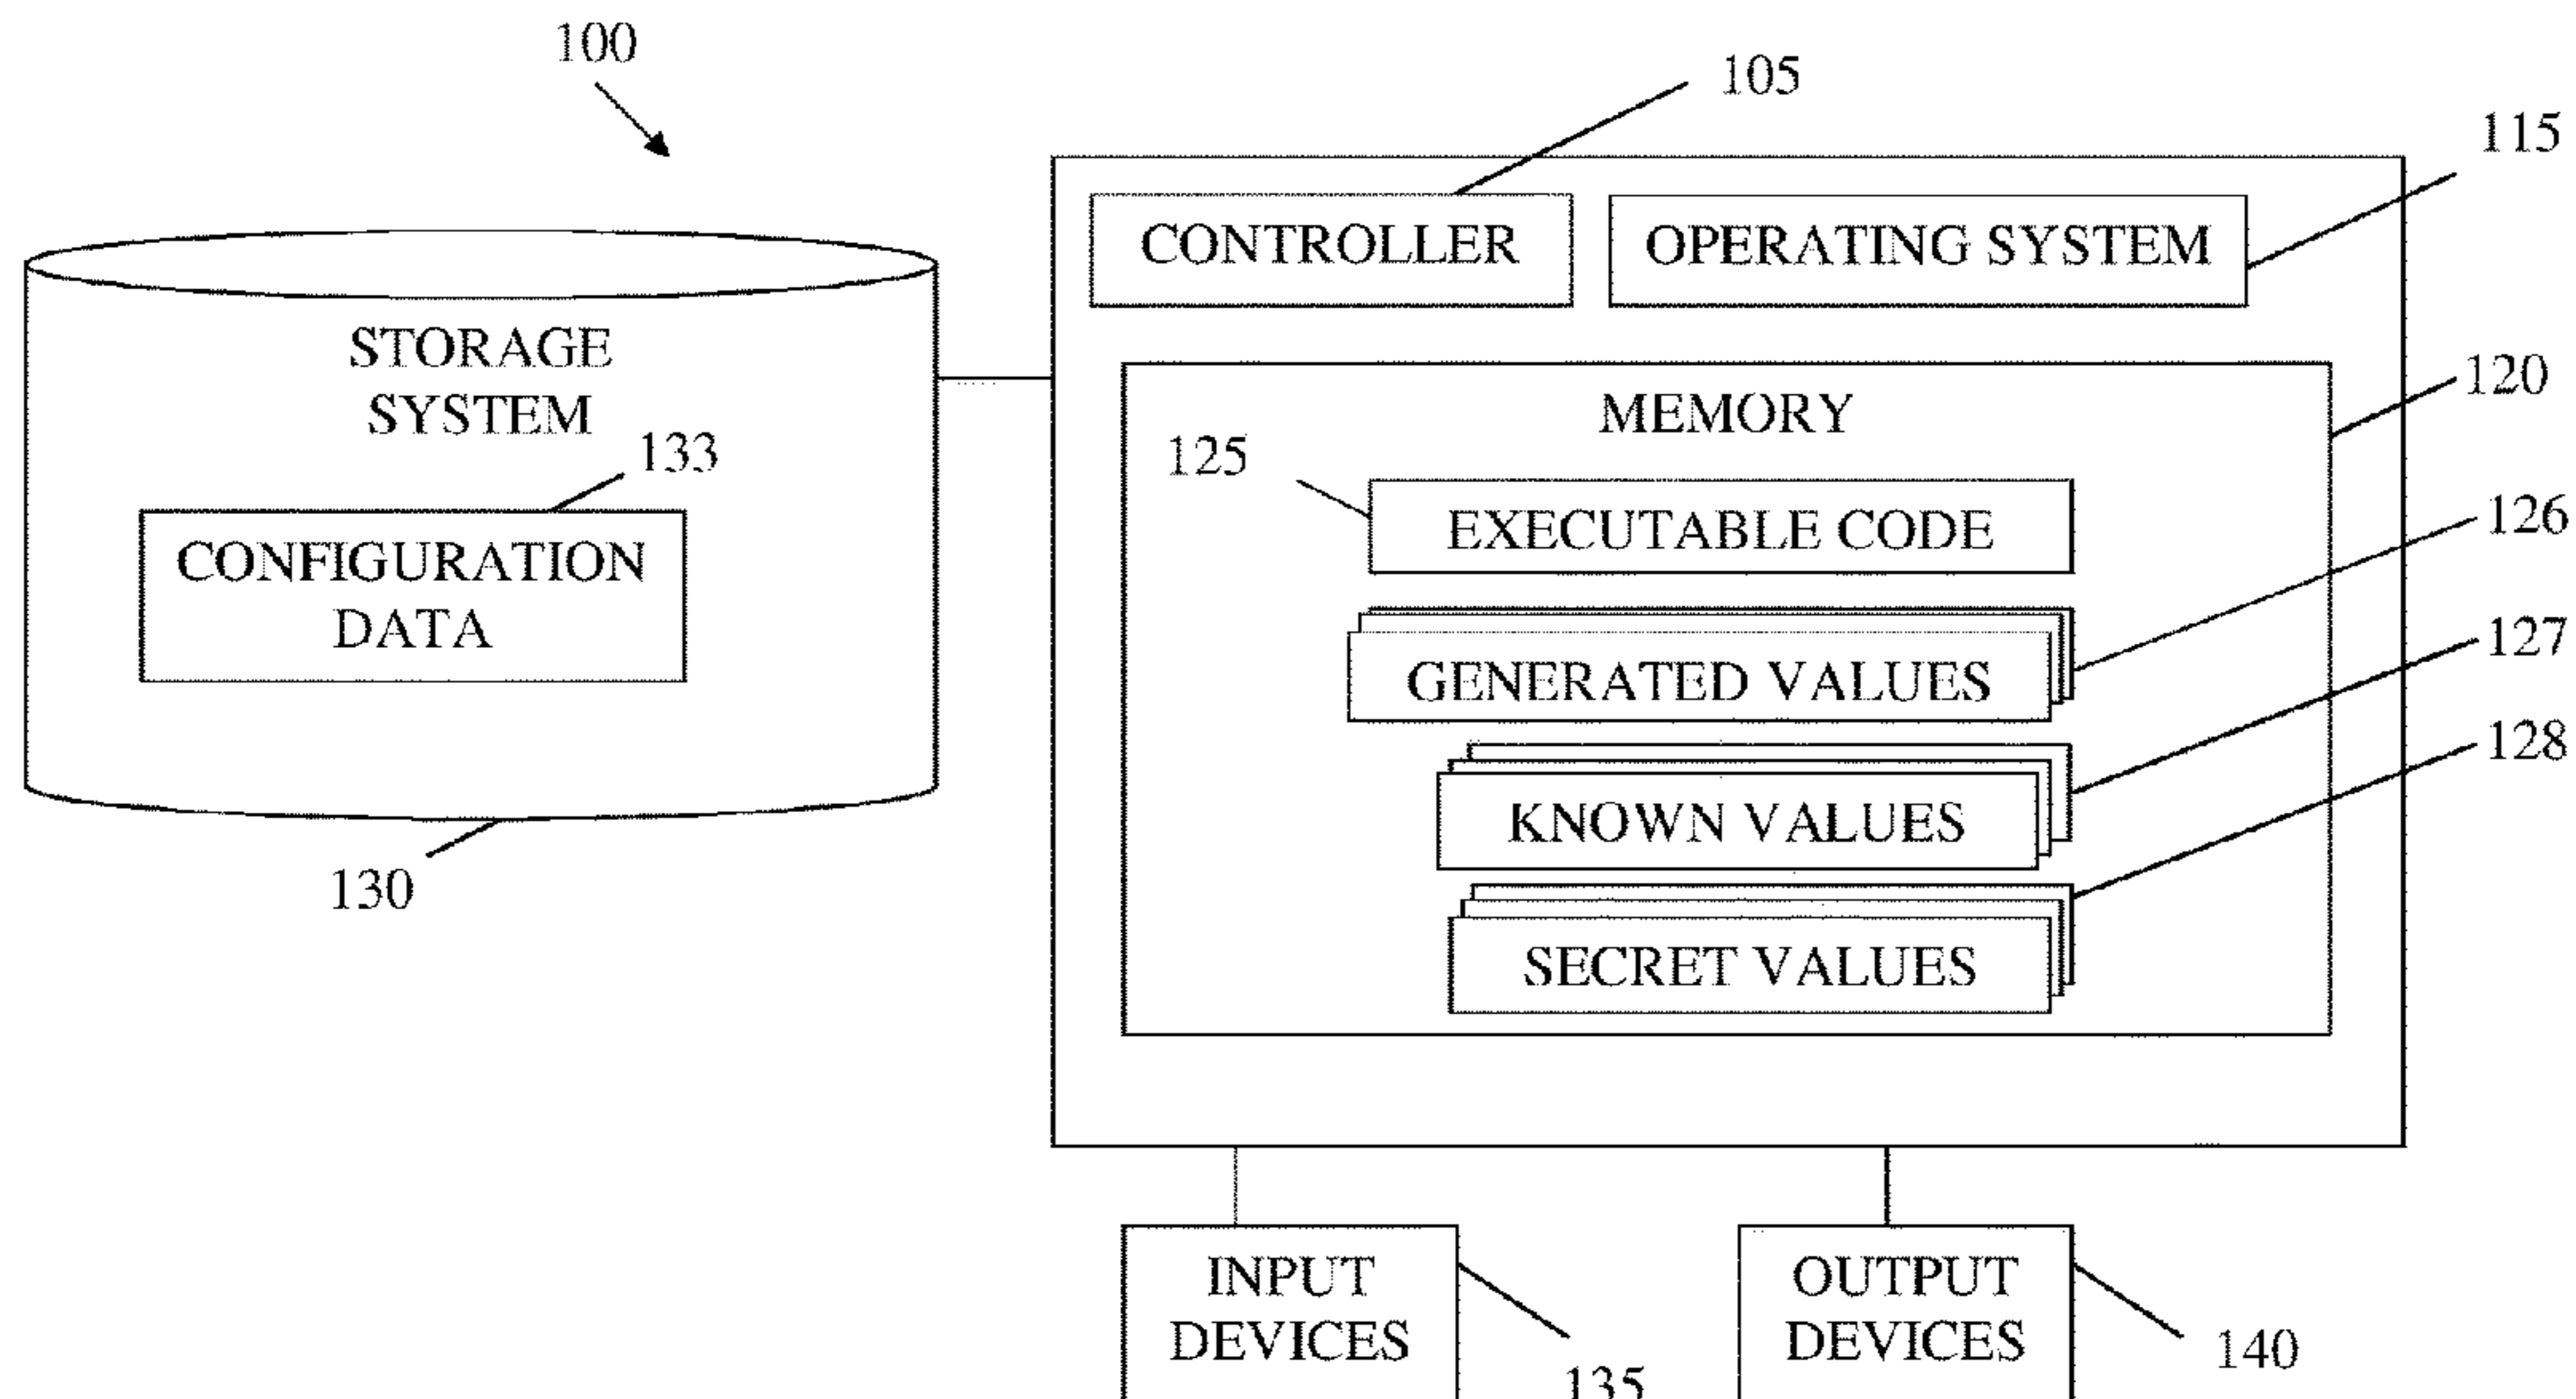 100
105
115
CONTROLLER
OPERATING SYSTEM
STORAGE
SYSTEM
133
CONFIGURATION
DATA
130
MEMORY
120
125
EXECUTABLE CODE
126
GENERATED VALUES
127
KNOWN VALUES
128
SECRET VALUES
INPUT
DEVICES
135
OUTPUT
DEVICES
140